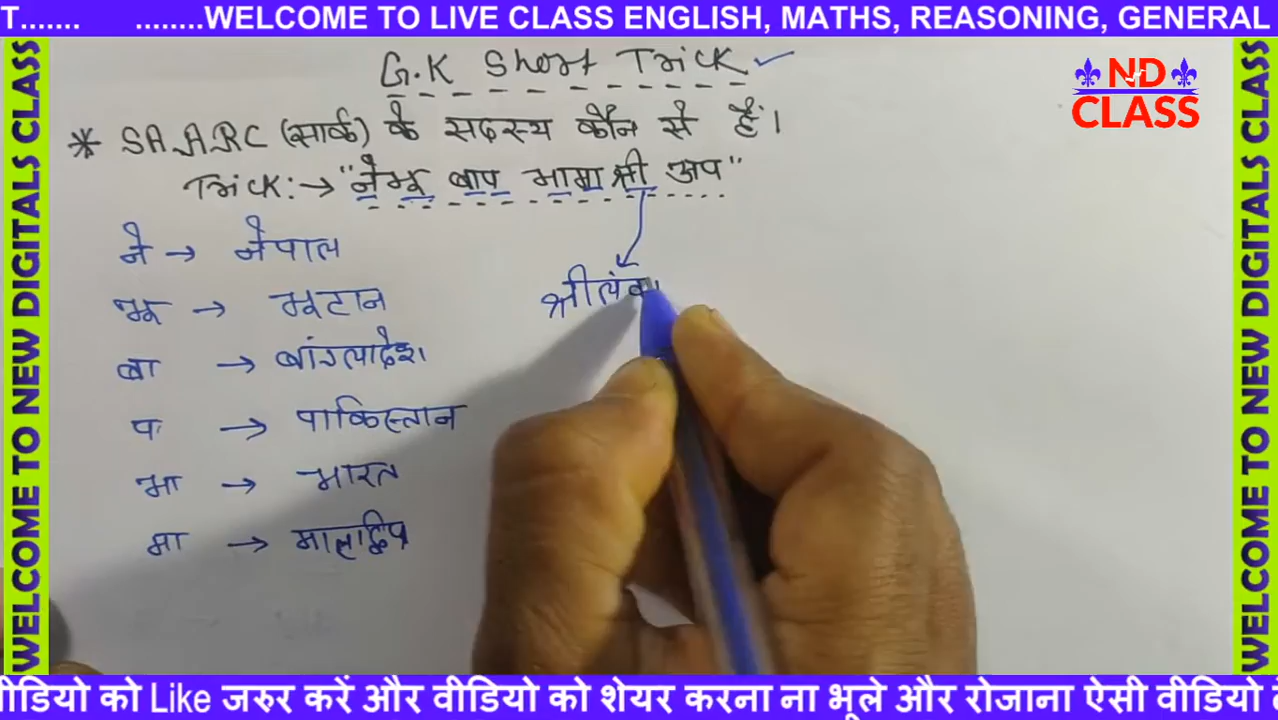 T....... ........WELCOME TO LIVE CLASS ENGLISH, MATHS, REASONING, GENERAL
G.K Short Trick
ND
CLASS
* SAARC (सार्क) के सदस्य कौन से हैं।
Trick:→ "नेभू बाप भामा श्री अप"
ने → नेपाल
भू → भूटान
बा → बांग्लादेश
प → पाकिस्तान
भा → भारत
मा → मालाद्विप
श्रीलंका
WELCOME TO NEW DIGITALS CLASS
WELCOME TO NEW DIGITALS CLASS
वीडियो को Like जरुर करें और वीडियो को शेयर करना ना भूले और रोजाना ऐसी वीडियो